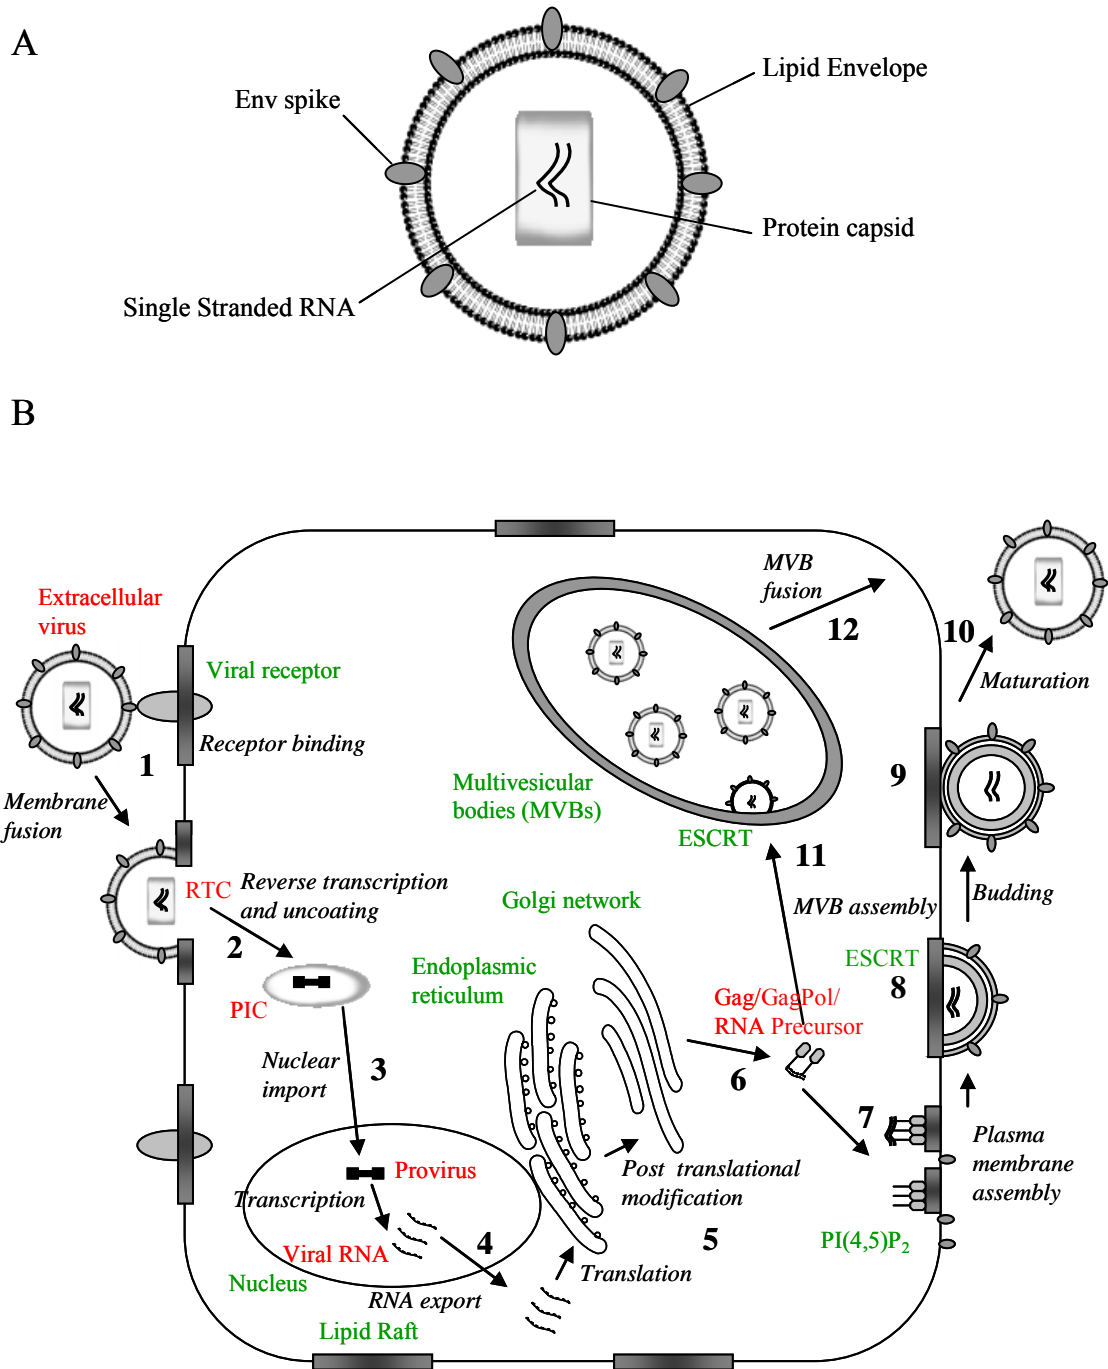 A
Env spike
Lipid Envelope
Protein capsid
Single Stranded RNA
B
Extracellular
virus
Viral receptor
Receptor binding
1
Membrane
fusion
RTC
Reverse transcription
and uncoating
2
PIC
Nuclear
import
3
Provirus
Transcription
Viral RNA
4
Nucleus
RNA export
Lipid Raft
Translation
5
Post translational
modification
Endoplasmic
reticulum
Golgi network
6
Gag/GagPol/
RNA Precursor
7
PI(4,5)P2
Plasma
membrane
assembly
ESCRT
8
Budding
9
Maturation
10
MVB assembly
11
ESCRT
Multivesicular
bodies (MVBs)
MVB
fusion
12